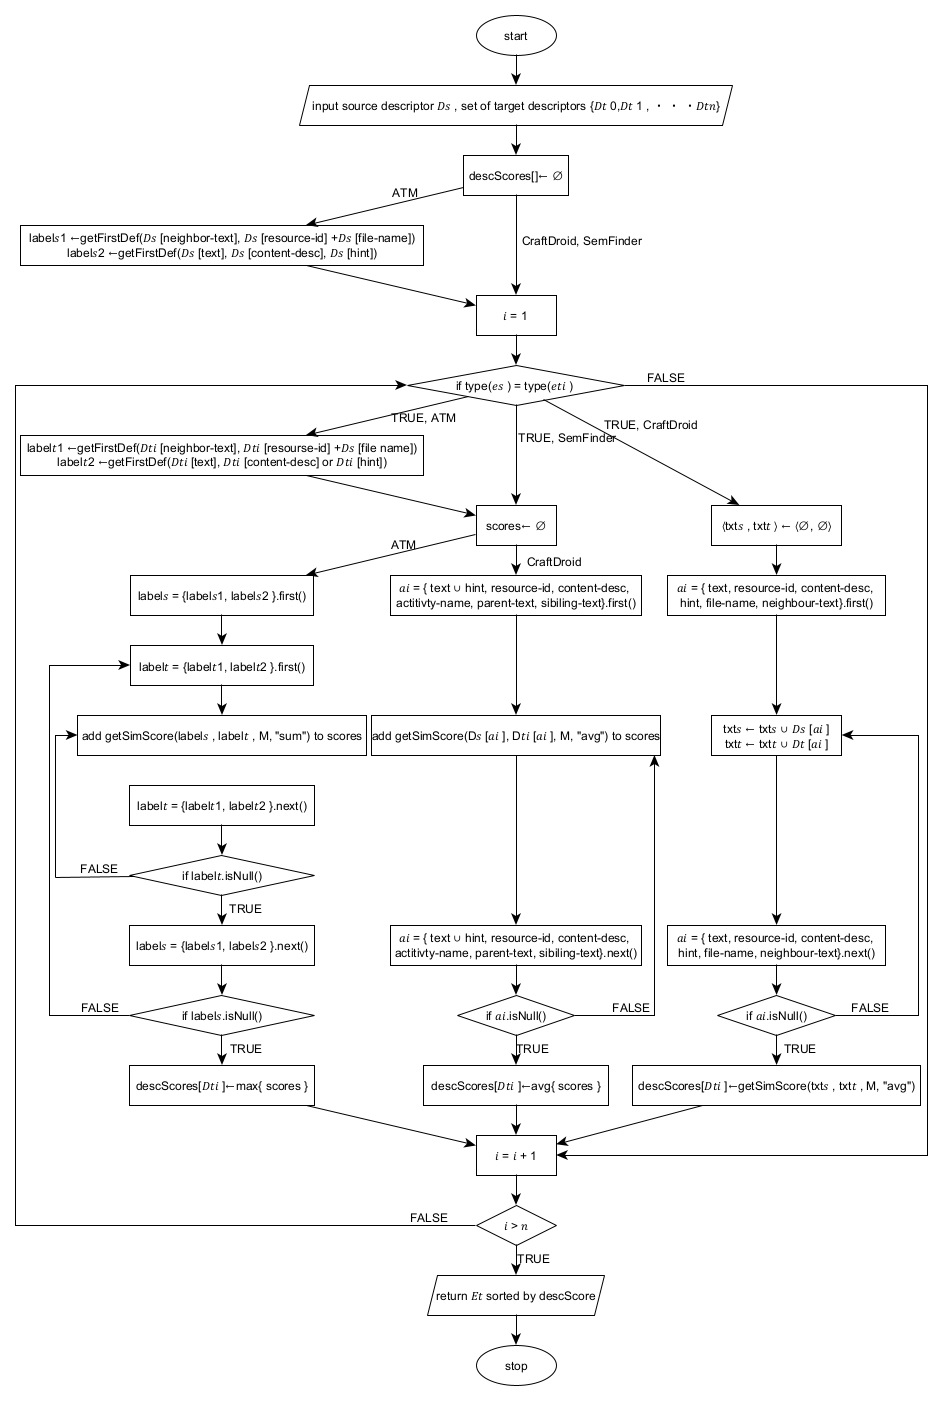 start
input source descriptor Ds , set of target descriptors {Dt 0,Dt 1 , ・ ・ ・Dtn}
descScores[]← ∅
ATM
labels1 ←getFirstDef(Ds [neighbor-text], Ds [resource-id] +Ds [file-name])
labels2 ←getFirstDef(Ds [text], Ds [content-desc], Ds [hint])
CraftDroid, SemFinder
i = 1
if type(es ) = type(eti )
FALSE
TRUE, ATM
TRUE, SemFinder
TRUE, CraftDroid
labelt1 ←getFirstDef(Dti [neighbor-text], Dti [resourse-id] +Ds [file name])
labelt2 ←getFirstDef(Dti [text], Dti [content-desc] or Dti [hint])
scores← ∅
⟨txts , txtt ⟩ ← ⟨∅, ∅⟩
ATM
CraftDroid
labels = {labels1, labels2 }.first()
ai = { text ∪ hint, resource-id, content-desc,
actitivty-name, parent-text, sibiling-text}.first()
ai = { text, resource-id, content-desc,
hint, file-name, neighbour-text}.first()
labelt = {labelt1, labelt2 }.first()
add getSimScore(labels , labelt , M, "sum") to scores
add getSimScore(Ds [ai ], Dti [ai ], M, "avg") to scores
txts ← txts ∪ Ds [ai ]
txtt ← txtt ∪ Dt [ai ]
labelt = {labelt1, labelt2 }.next()
if labelt.isNull()
FALSE
TRUE
labels = {labels1, labels2 }.next()
ai = { text ∪ hint, resource-id, content-desc,
actitivty-name, parent-text, sibiling-text}.next()
ai = { text, resource-id, content-desc,
hint, file-name, neighbour-text}.next()
if labels.isNull()
FALSE
TRUE
if ai.isNull()
FALSE
TRUE
if ai.isNull()
FALSE
TRUE
descScores[Dti ]←max{ scores }
descScores[Dti ]←avg{ scores }
descScores[Dti ]←getSimScore(txts , txtt , M, "avg")
i = i + 1
i > n
FALSE
TRUE
return Et sorted by descScore
stop